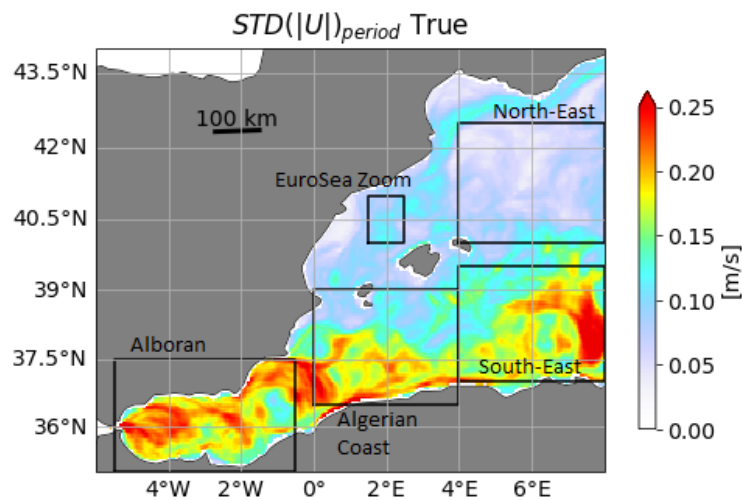 STD(|U|)period True
43.5°N
42°N
40.5°N
39°N
37.5°N
36°N
100 km
North-East
EuroSea Zoom
Alboran
South-East
Algerian
Coast
4°W
2°W
0°
2°E
4°E
6°E
0.25
0.20
0.15
0.10
0.05
0.00
[m/s]